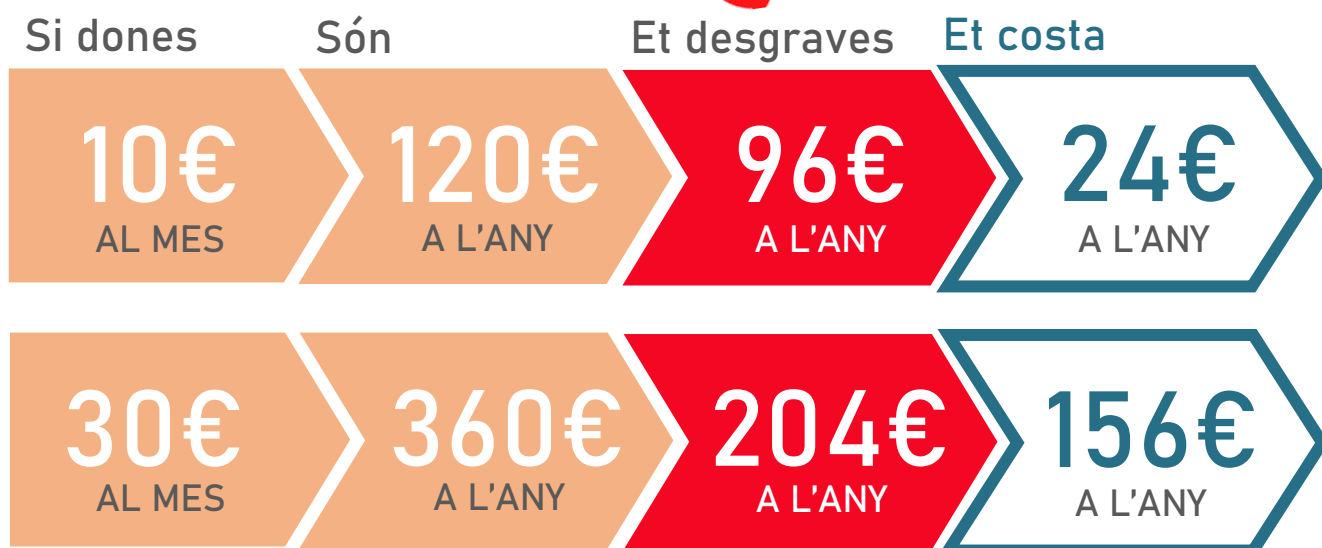 Si dones Són Et desgraves Et costa
10€ 120€ 96€ 24€
AL MES A L'ANY A L'ANY A L'ANY
30€ 360€ 204€ 156€
AL MES A L'ANY A L'ANY A L'ANY